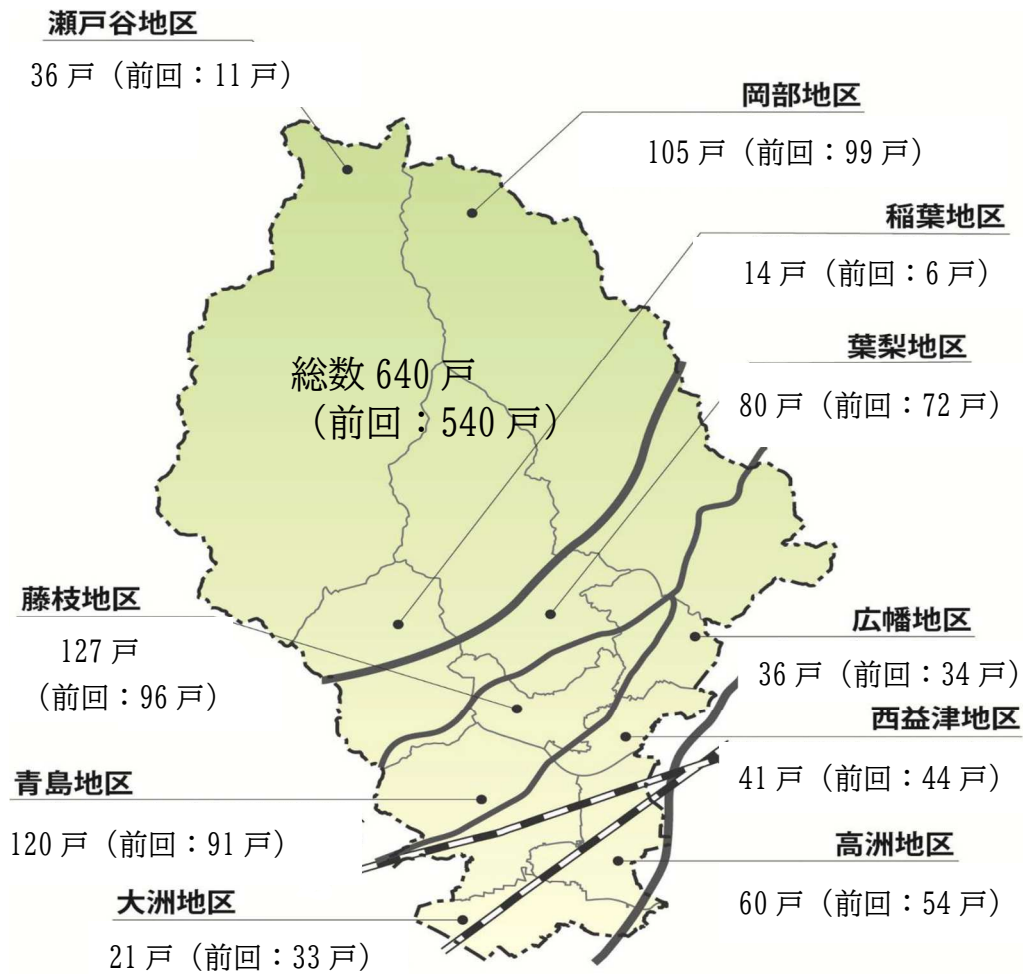 瀬戸谷地区
36戸（前回：11戸）
岡部地区
105戸（前回：99戸）
稲葉地区
14戸（前回：6戸）
葉梨地区
80戸（前回：72戸）
総数 640戸
（前回：540戸）
藤枝地区
127戸
（前回：96戸）
広幡地区
36戸（前回：34戸）
西益津地区
41戸（前回：44戸）
青島地区
120戸（前回：91戸）
高洲地区
60戸（前回：54戸）
大洲地区
21戸（前回：33戸）